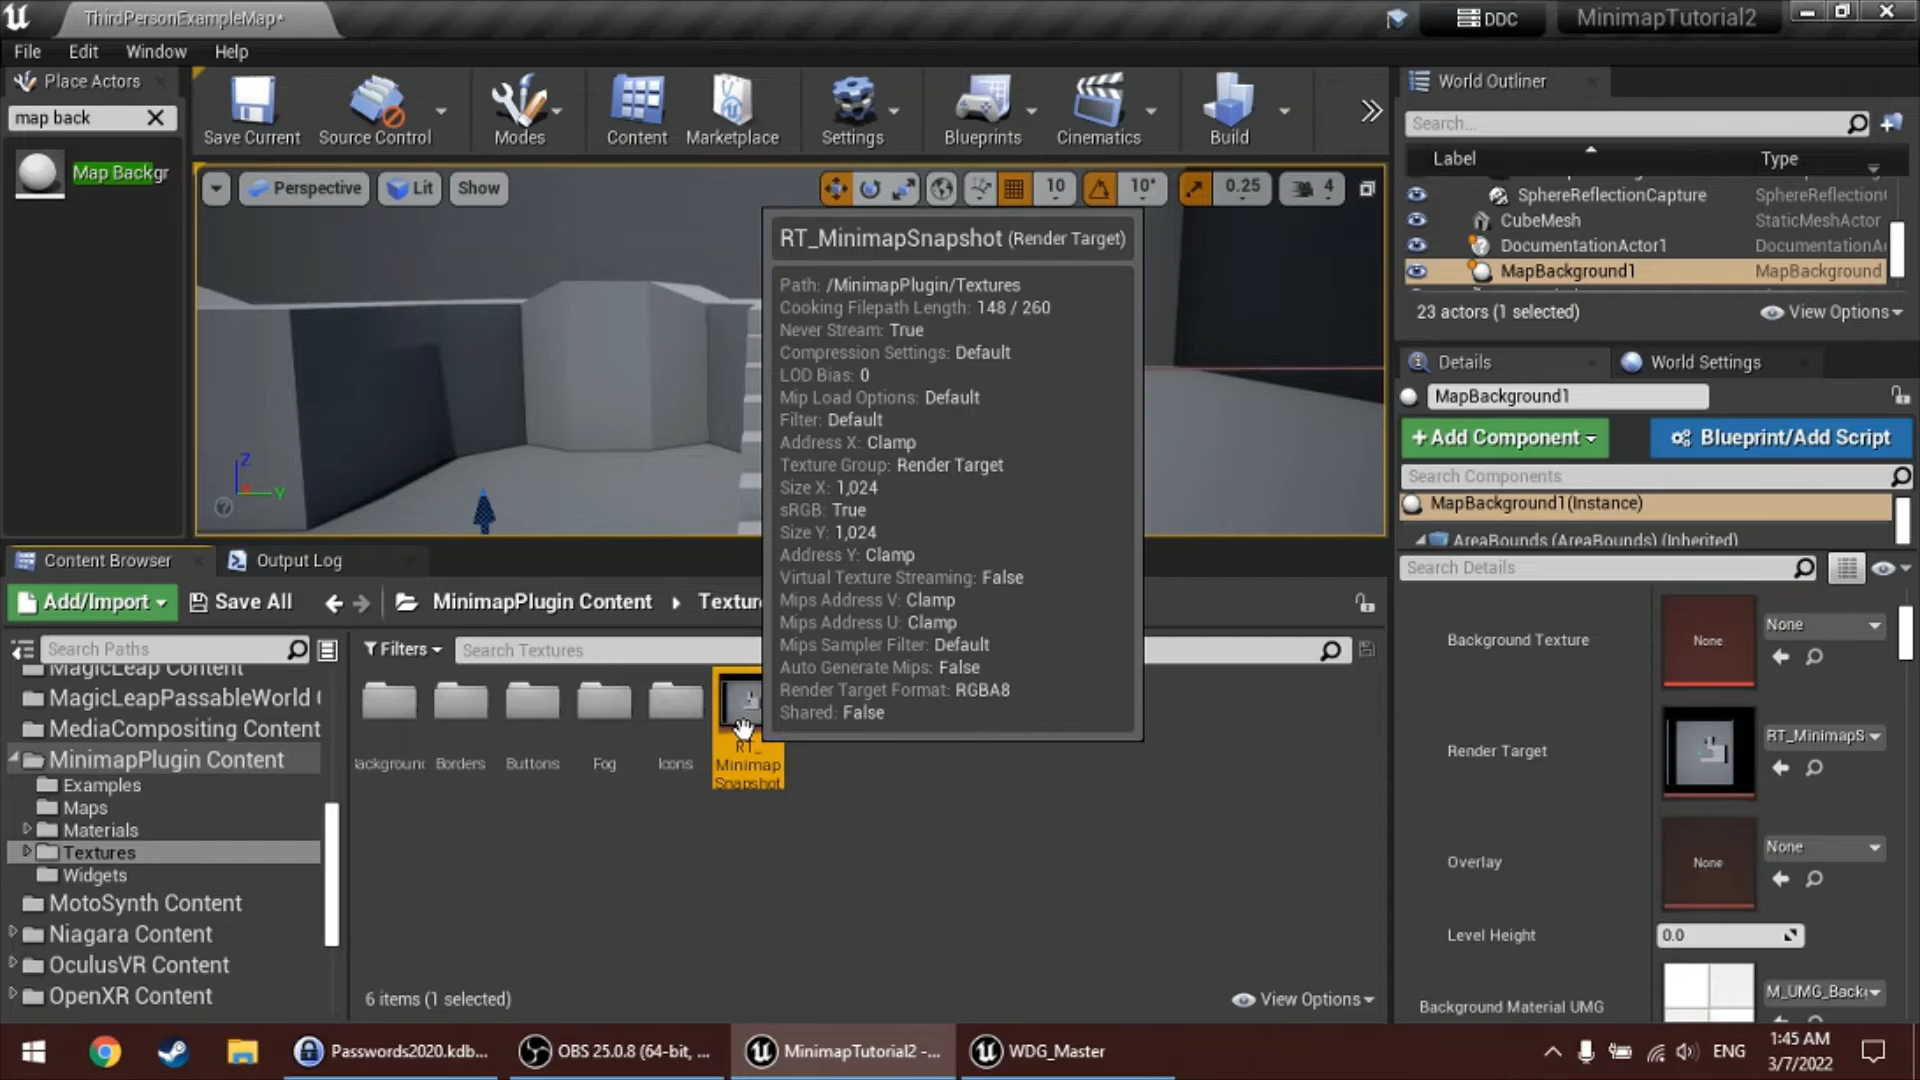 ThirdPersonExampleMap*
DDC
MinimapTutorial2
File
Edit
Window
Help
Place Actors
map back
Map Backgr
Save Current
Source Control
Modes
Content
Marketplace
Settings
Blueprints
Cinematics
Build
Perspective
Lit
Show
10
10°
0.25
4
Z
Y
RT_MinimapSnapshot (Render Target)
Path: /MinimapPlugin/Textures
Cooking Filepath Length: 148 / 260
Never Stream: True
Compression Settings: Default
LOD Bias: 0
Mip Load Options: Default
Filter: Default
Address X: Clamp
Texture Group: Render Target
Size X: 1,024
sRGB: True
Size Y: 1,024
Address Y: Clamp
Virtual Texture Streaming: False
Mips Address V: Clamp
Mips Address U: Clamp
Mips Sampler Filter: Default
Auto Generate Mips: False
Render Target Format: RGBA8
Shared: False
World Outliner
Search...
Label
Type
SphereReflectionCapture
SphereReflection
CubeMesh
StaticMeshActor
DocumentationActor1
DocumentationA
MapBackground1
MapBackground
23 actors (1 selected)
View Options
Details
World Settings
MapBackground1
+Add Component
Blueprint/Add Script
Search Components
MapBackground1(Instance)
AreaBounds (AreaBounds) (Inherited)
Search Details
Background Texture
None
None
Render Target
RT_MinimapS
Overlay
None
None
Level Height
0.0
Background Material UMG
M_UMG_Back
Content Browser
Output Log
Add/Import
Save All
MinimapPlugin Content
Textur
Search Paths
Filters
Search Textures
MagicLeap Content
MagicLeapPassableWorld
MediaCompositing Content
MinimapPlugin Content
Examples
Maps
Materials
Textures
Widgets
MotoSynth Content
Niagara Content
OculusVR Content
OpenXR Content
ackground
Borders
Buttons
Fog
Icons
RT_
Minimap
Snapshot
6 items (1 selected)
View Options
Passwords2020.kdb...
OBS 25.0.8 (64-bit, ...
MinimapTutorial2 -...
WDG_Master
ENG
1:45 AM
3/7/2022